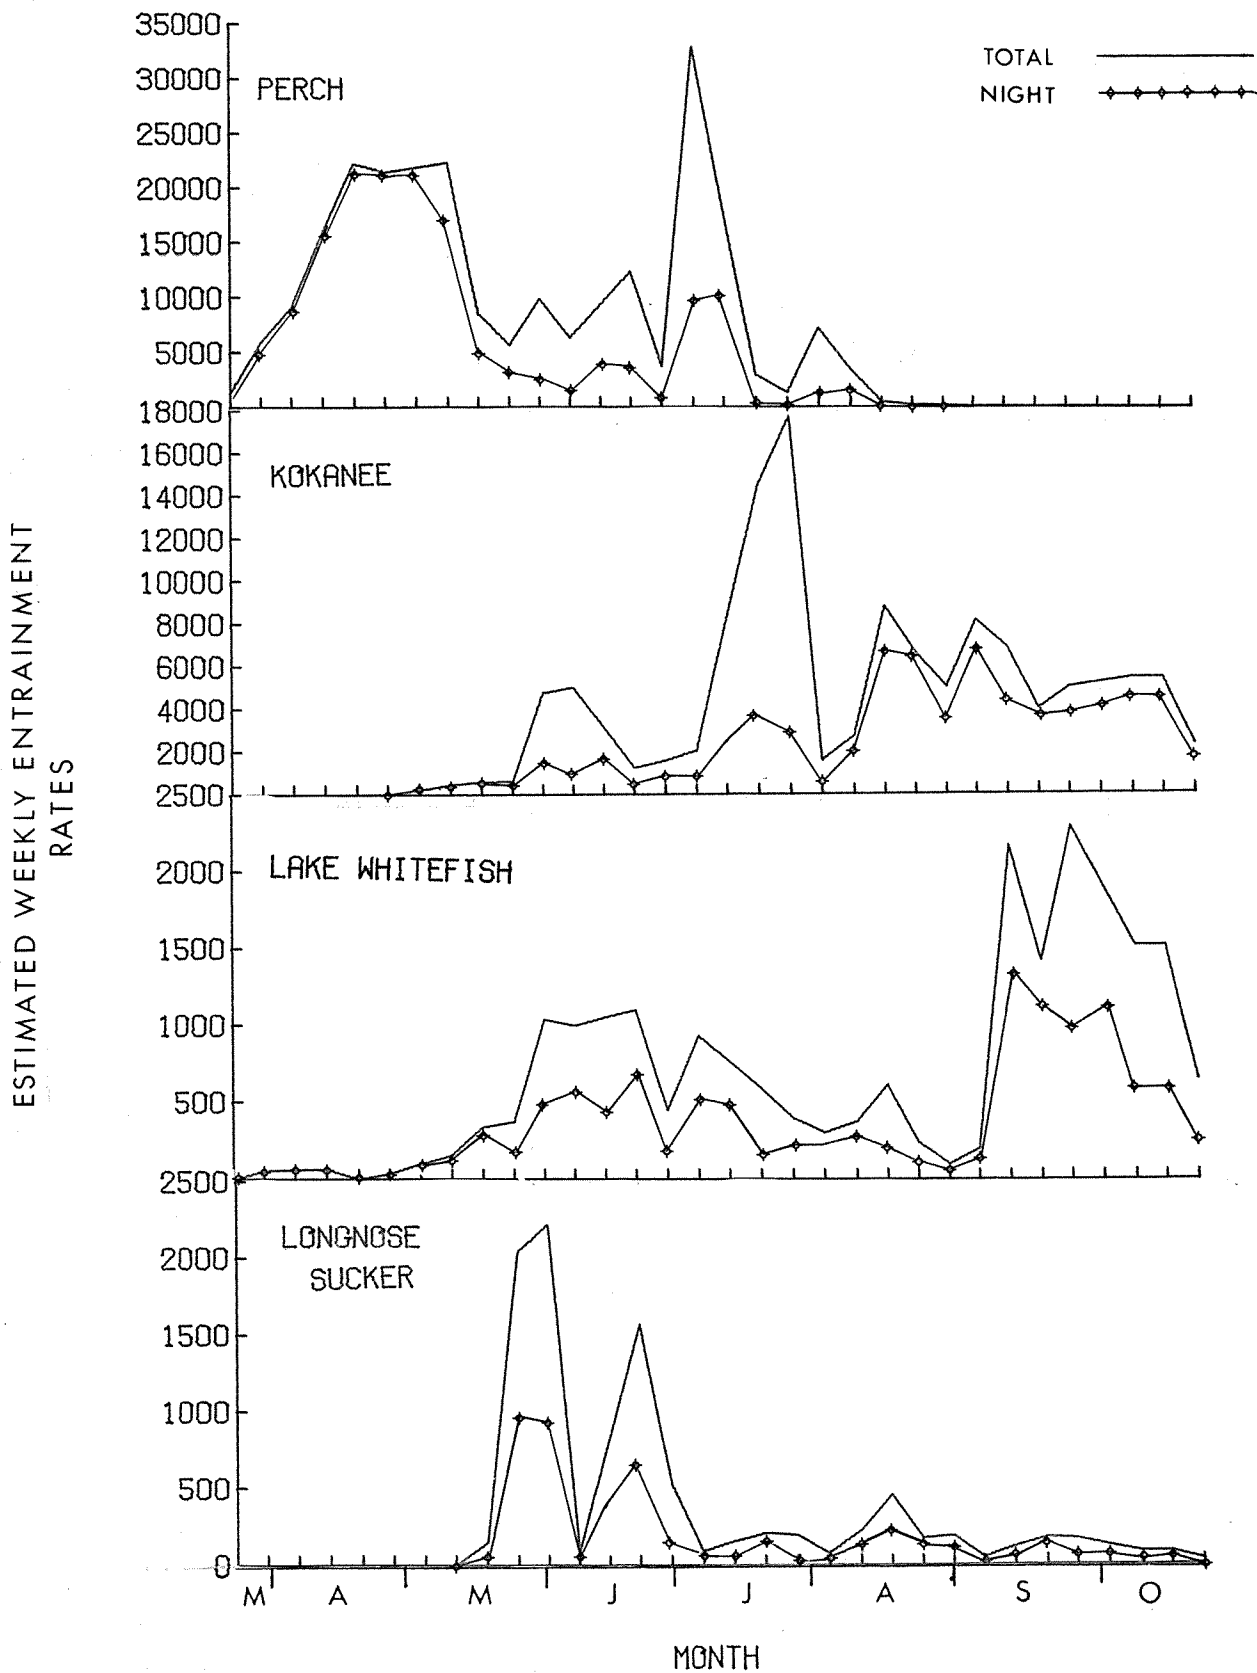 35000
30000
25000
20000
15000
10000
5000
PERCH
TOTAL
NIGHT
18000
16000
14000
12000
10000
8000
6000
4000
2000
KOKANEE
2500
2000
1500
1000
500
LAKE WHITEFISH
2500
2000
1500
1000
500
0
LONGNOSE
SUCKER
ESTIMATED WEEKLY ENTRAINMENT
RATES
M A M J J A S O
MONTH